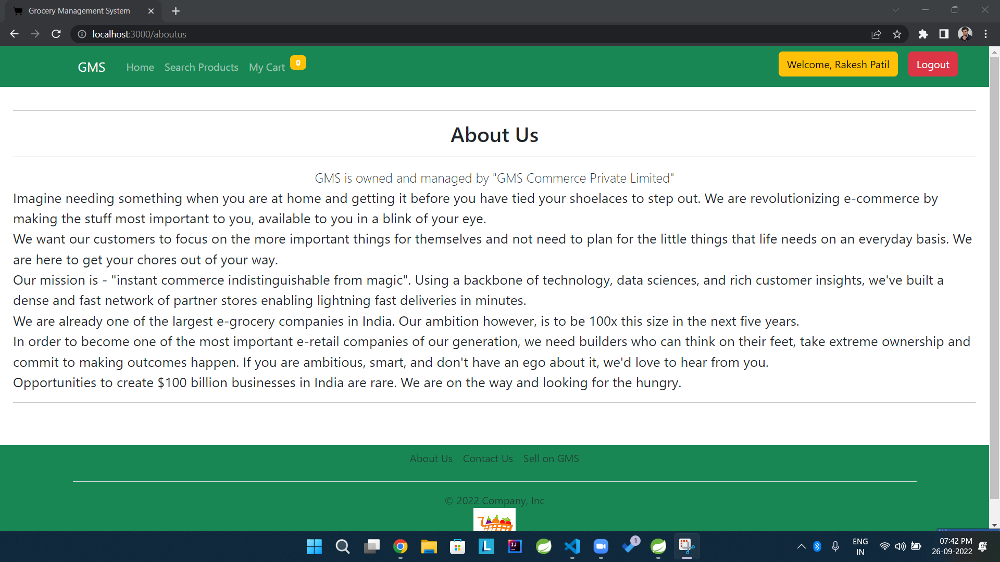 Grocery Management System
localhost:3000/aboutus
GMS Home Search Products My Cart 0 Welcome, Rakesh Patil Logout
About Us
GMS is owned and managed by "GMS Commerce Private Limited"
Imagine needing something when you are at home and getting it before you have tied your shoelaces to step out. We are revolutionizing e-commerce by
making the stuff most important to you, available to you in a blink of your eye.
We want our customers to focus on the more important things for themselves and not need to plan for the little things that life needs on an everyday basis. We
are here to get your chores out of your way.
Our mission is - "instant commerce indistinguishable from magic". Using a backbone of technology, data sciences, and rich customer insights, we've built a
dense and fast network of partner stores enabling lightning fast deliveries in minutes.
We are already one of the largest e-grocery companies in India. Our ambition however, is to be 100x this size in the next five years.
In order to become one of the most important e-retail companies of our generation, we need builders who can think on their feet, take extreme ownership and
commit to making outcomes happen. If you are ambitious, smart, and don't have an ego about it, we'd love to hear from you.
Opportunities to create $100 billion businesses in India are rare. We are on the way and looking for the hungry.
About Us Contact Us Sell on GMS
© 2022 Company, Inc
L IJ 1
ENG
IN
07:42 PM
26-09-2022